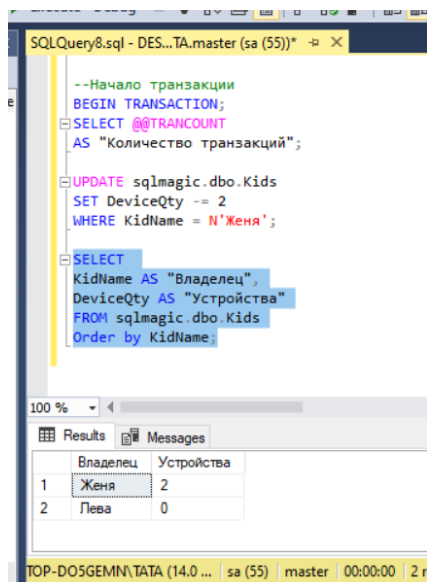 SQLQuery8.sql - DES...TA.master (sa (55))*
--Начало транзакции
BEGIN TRANSACTION;
SELECT @@TRANCOUNT
AS "Количество транзакций";
UPDATE sqlmagic.dbo.Kids
SET DeviceQty -= 2
WHERE KidName = N'Женя';
SELECT
KidName AS "Владелец",
DeviceQty AS "Устройства"
FROM sqlmagic.dbo.Kids
Order by KidName;
100 %
Results Messages
Владелец Устройства
1 Женя 2
2 Лева 0
TOP-DO5GEMN\TATA (14.0 ... sa (55) master 00:00:00 2 r